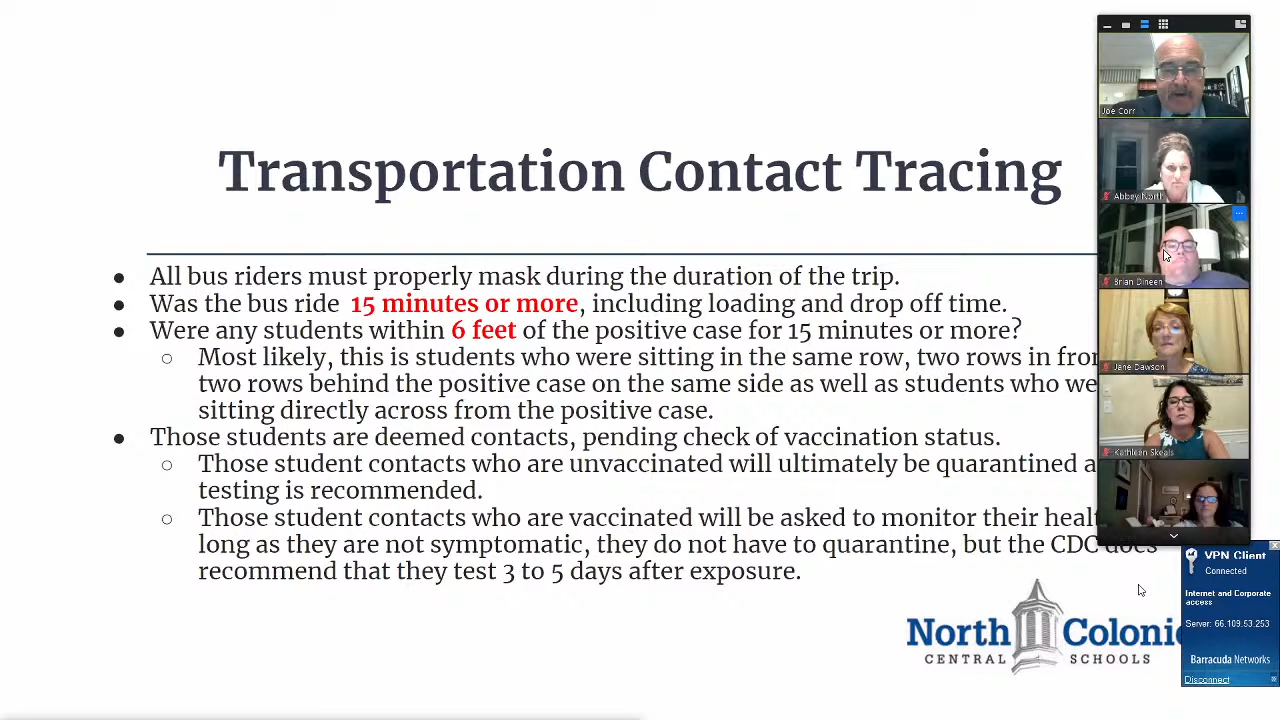 Transportation Contact Tracing
● All bus riders must properly mask during the duration of the trip.
● Was the bus ride 15 minutes or more, including loading and drop off time.
● Were any students within 6 feet of the positive case for 15 minutes or more?
○ Most likely, this is students who were sitting in the same row, two rows in
two rows behind the positive case on the same side as well as students who
sitting directly across from the positive case.
● Those students are deemed contacts, pending check of vaccination status.
○ Those student contacts who are unvaccinated will ultimately be quarantined
testing is recommended.
○ Those student contacts who are vaccinated will be asked to monitor their
long as they are not symptomatic, they do not have to quarantine, but the CDC does
recommend that they test 3 to 5 days after exposure.
North Colonie
CENTRAL SCHOOLS
Joe Corr
Abbey North
Brian Dineen
Jane Dawson
Kathleen Skeals
VPN Client
Connected
Internet and Corporate
access
Server: 66.109.53.253
Barracuda Networks
Disconnect